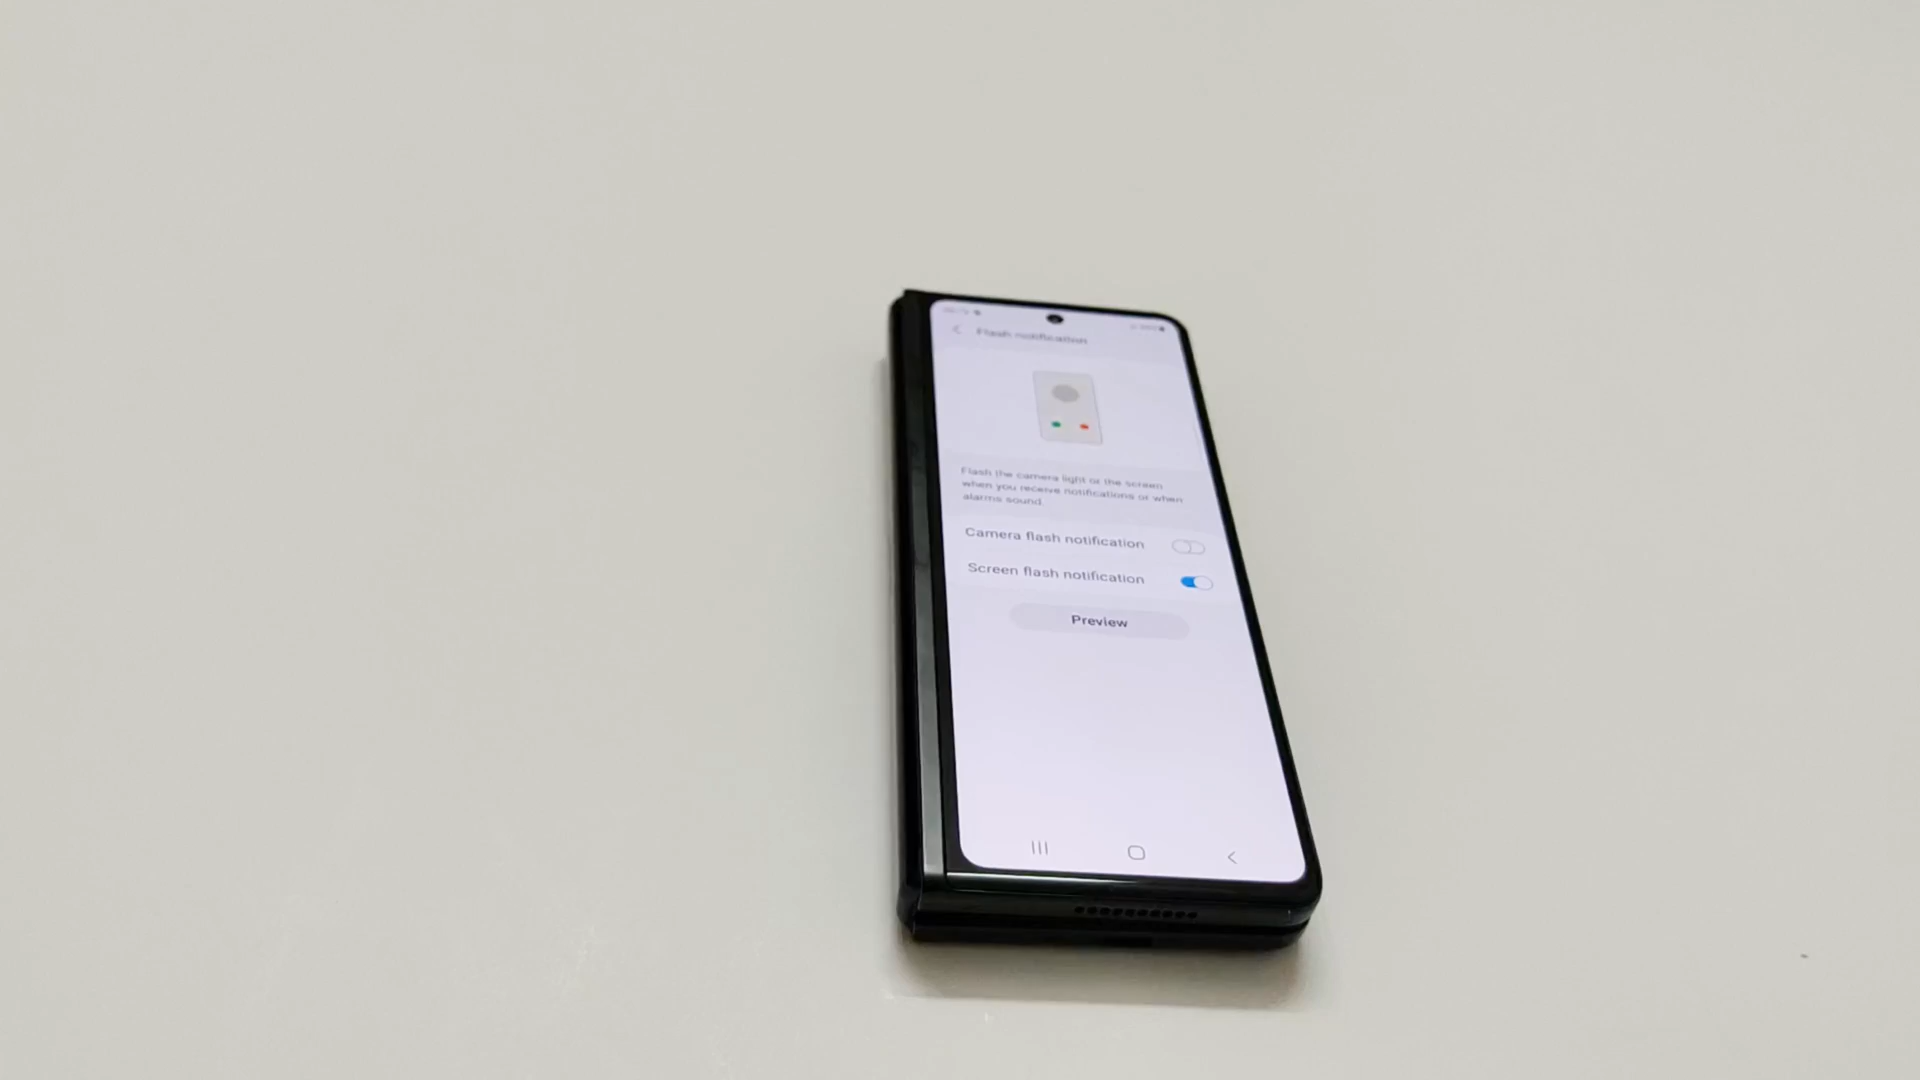 Flash notification
Flash the camera light or the screen
when you receive notifications or when
alarms sound.
Camera flash notification
Screen flash notification
Preview